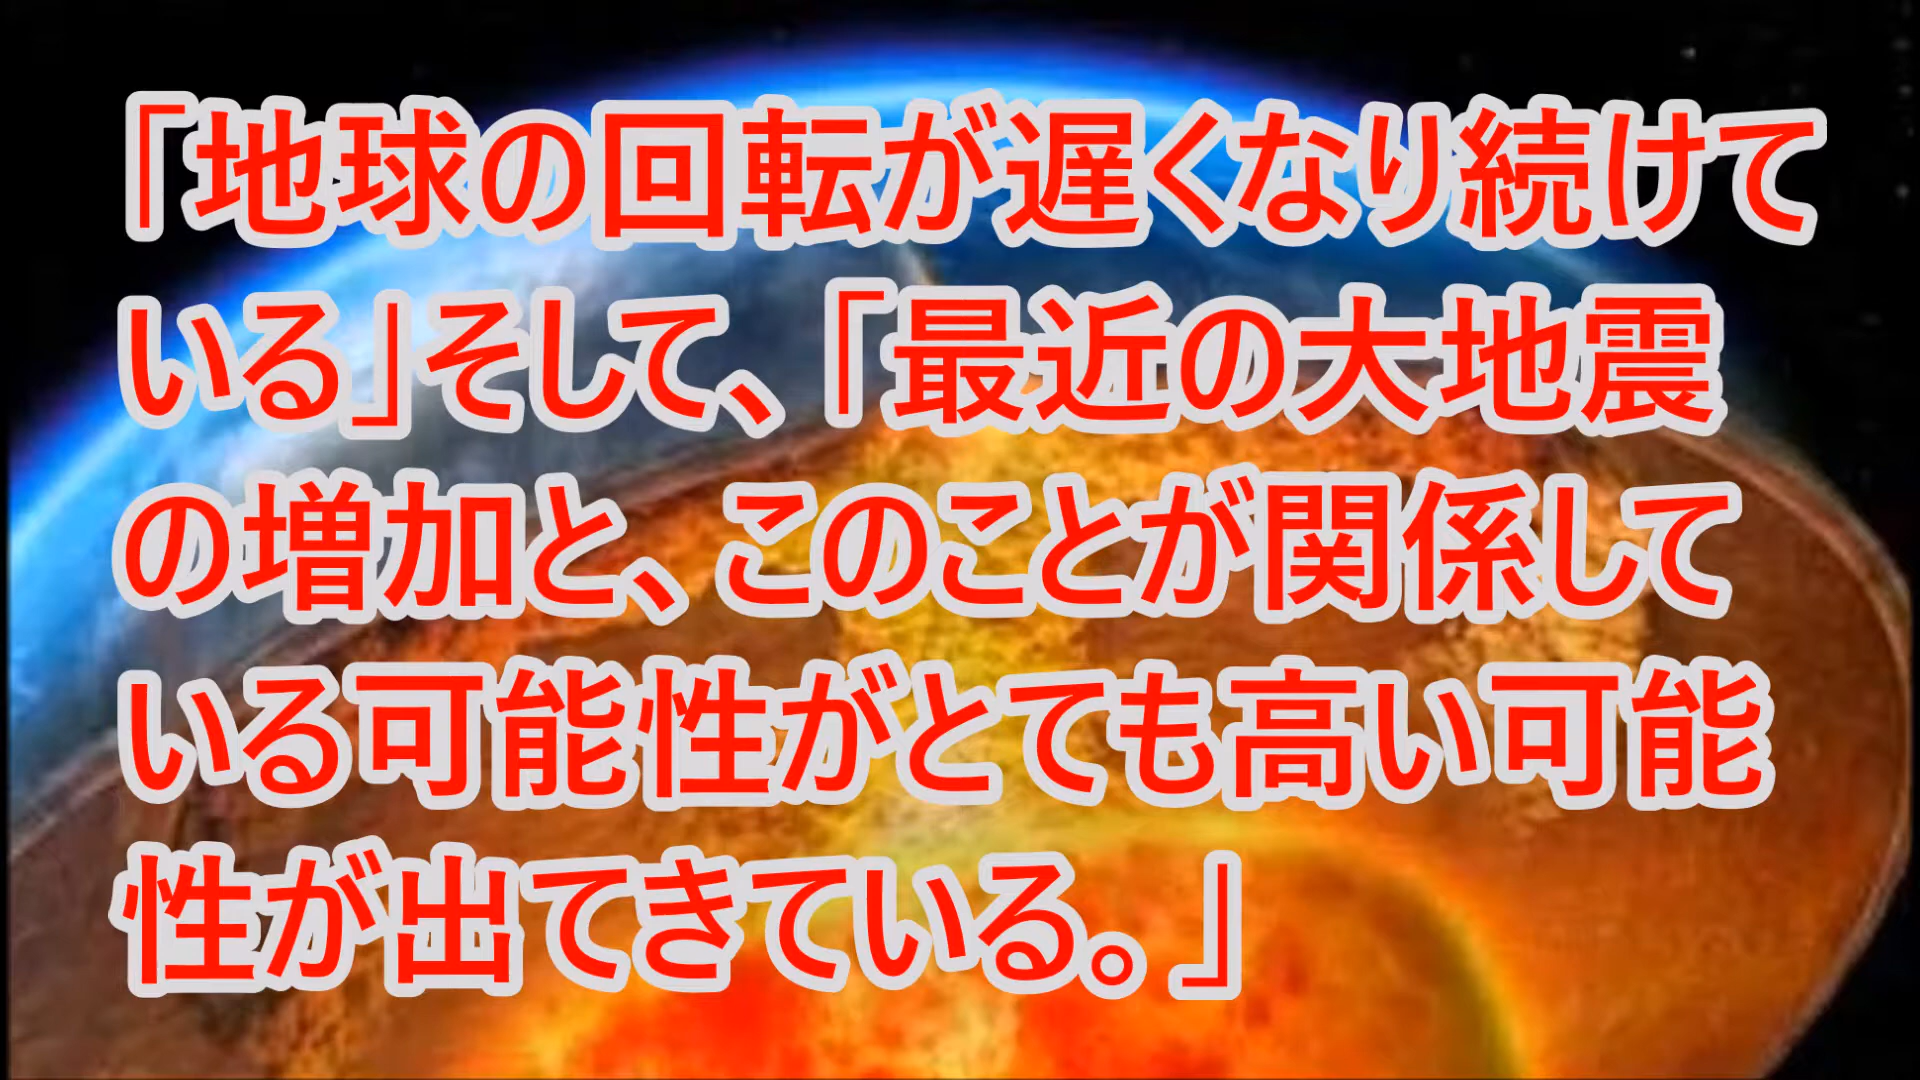 「地球の回転が遅くなり続けて
いる」そして、「最近の大地震
の増加と、このことが関係して
いる可能性がとても高い可能
性が出てきている。」